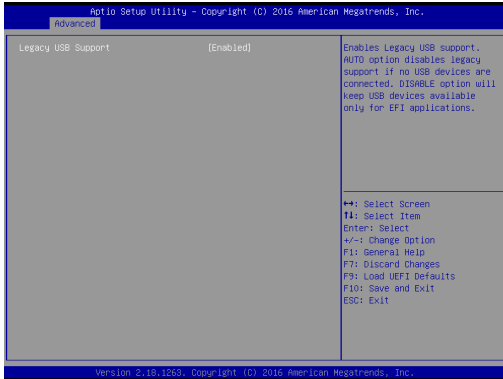 Aptio Setup Utility – Copyright (C) 2016 American Megatrends, Inc.
Advanced
Legacy USB Support [Enabled]
Enables Legacy USB support.
AUTO option disables legacy
support if no USB devices are
connected. DISABLE option will
keep USB devices available
only for EFI applications.
↔: Select Screen
↑↓: Select Item
Enter: Select
+/-: Change Option
F1: General Help
F7: Discard Changes
F9: Load UEFI Defaults
F10: Save and Exit
ESC: Exit
Version 2.18.1263. Copyright (C) 2016 American Megatrends, Inc.